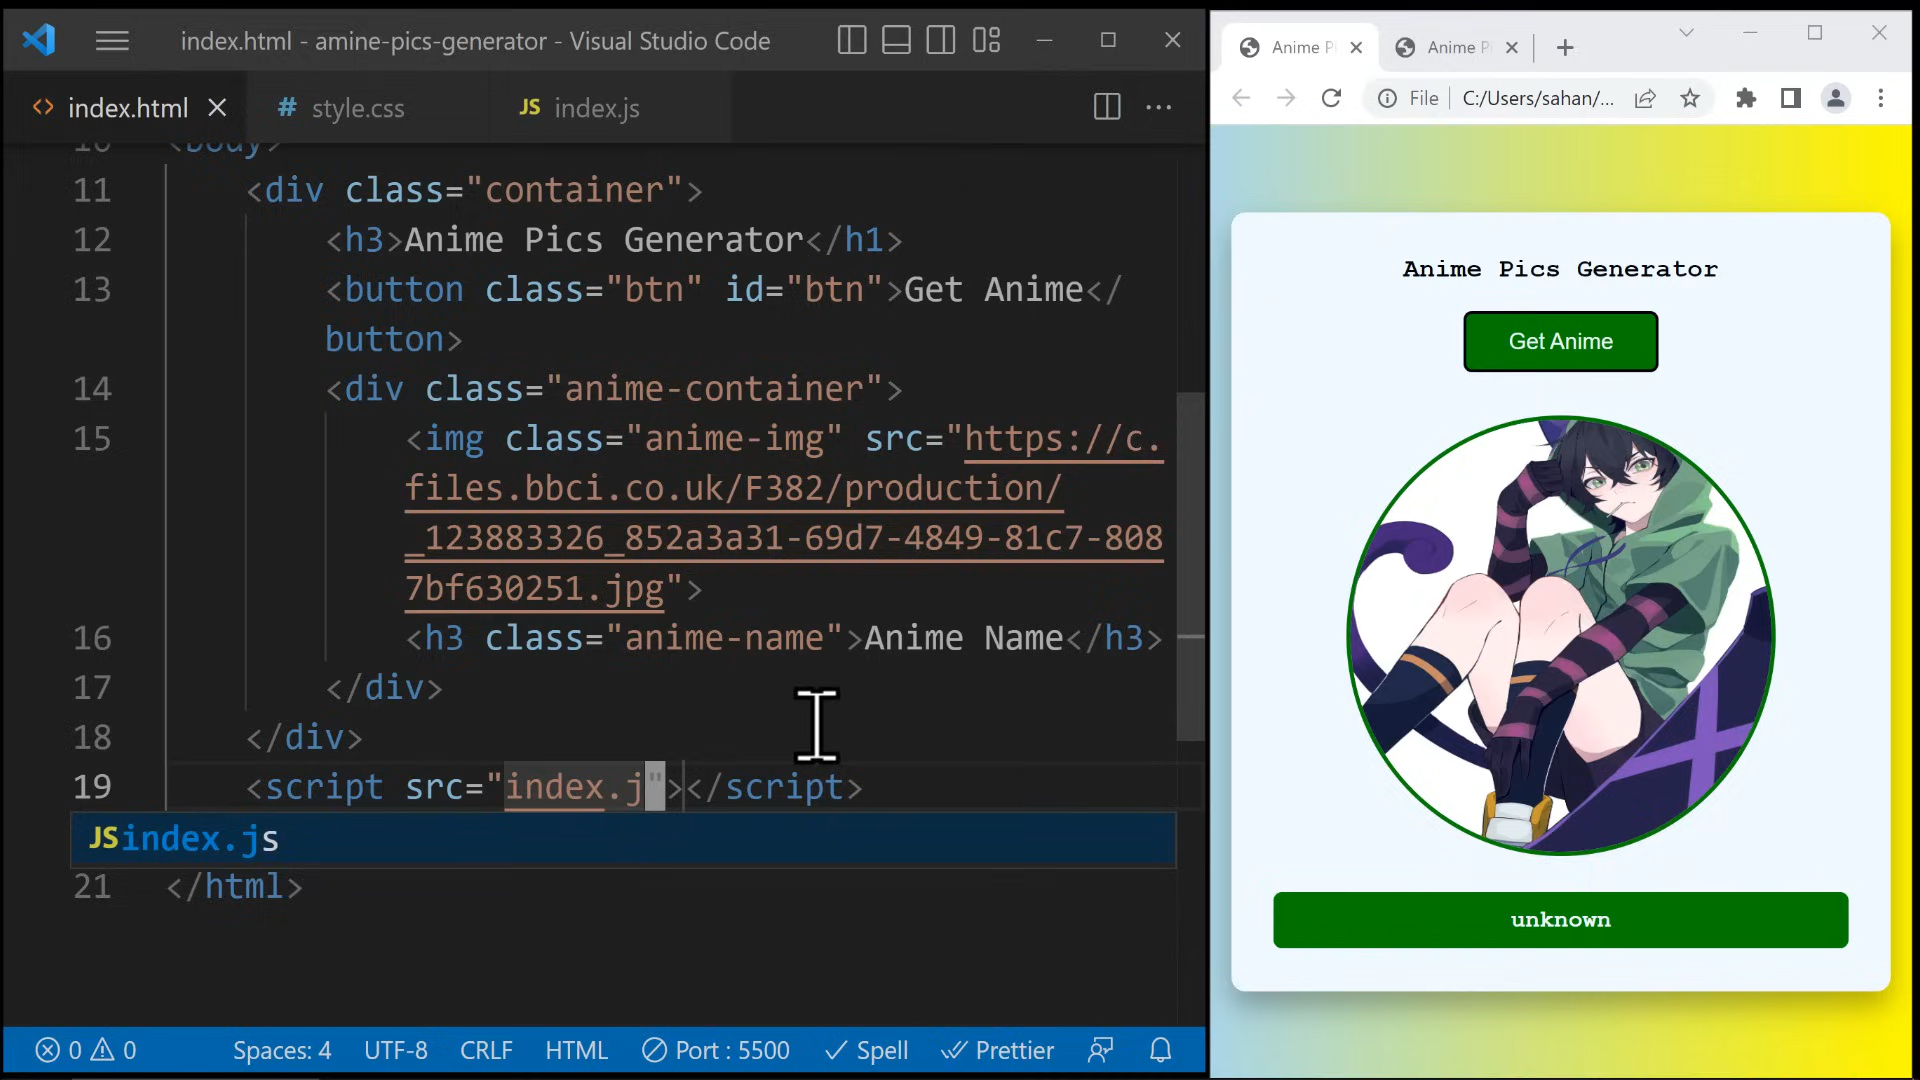 index.html - amine-pics-generator - Visual Studio Code
index.html
# style.css
JS index.js
10 <body>
11 <div class="container">
12 <h3>Anime Pics Generator</h1>
13 <button class="btn" id="btn">Get Anime</
button>
14 <div class="anime-container">
15 <img class="anime-img" src="https://c.
files.bbci.co.uk/F382/production/
_123883326_852a3a31-69d7-4849-81c7-808
7bf630251.jpg">
16 <h3 class="anime-name">Anime Name</h3>
17 </div>
18 </div>
19 <script src="index.j"></script>
JS index.js
21 </html>
0 0 Spaces: 4 UTF-8 CRLF HTML Port : 5500 Spell Prettier
Anime P
Anime P
File C:/Users/sahan/...
Anime Pics Generator
Get Anime
unknown